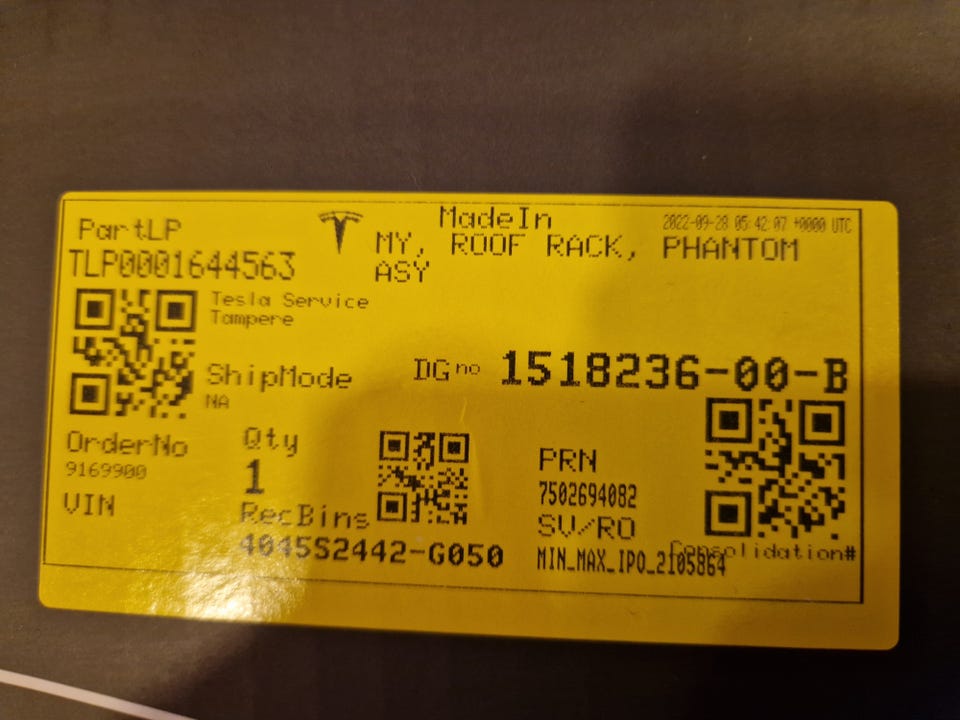 PartLP
TLP0001644563
MadeIn
2022-09-28 05:42:07 +0000 UTC
MY, ROOF RACK, PHANTOM
ASY
Tesla Service
Tampere
ShipMode
NA
DG no 1518236-00-B
OrderNo
9169900
VIN
Qty
1
RecBins
4045S2442-G050
PRN
7502694082
SV/RO
Consolidation#
MIN_MAX_IPO_2105864